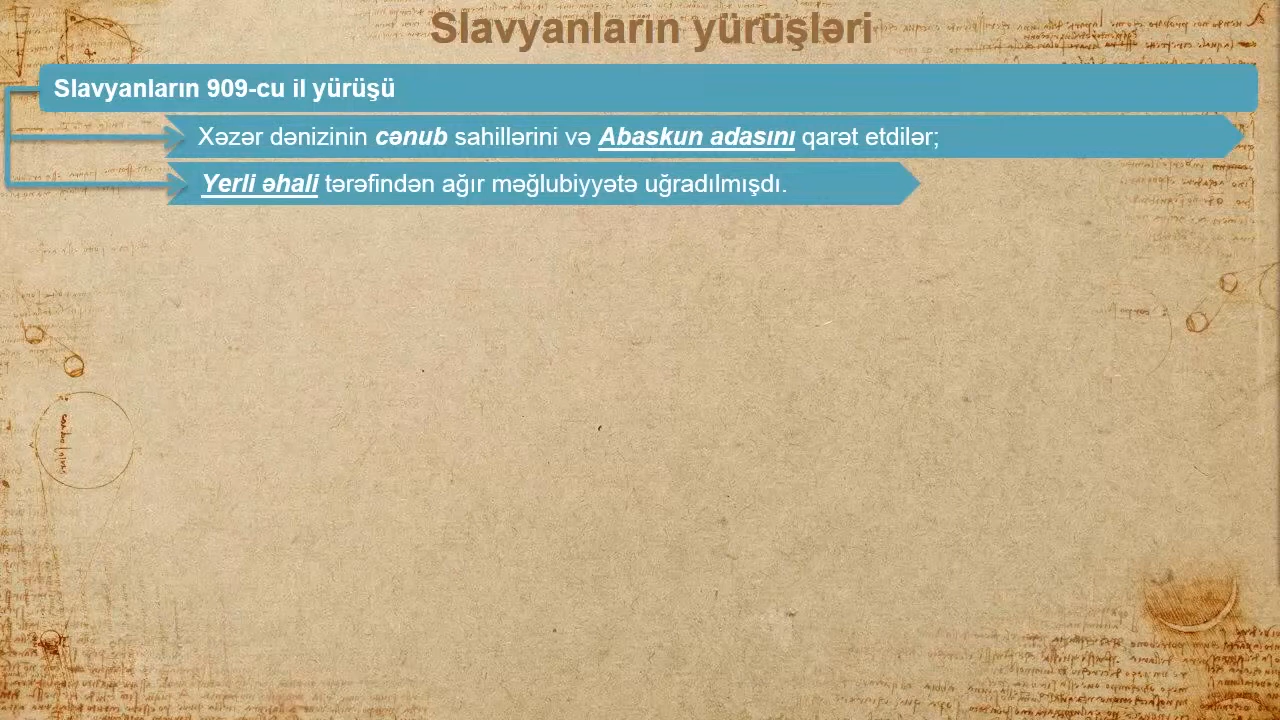 Slavyanların yürüşləri
Slavyanların 909-cu il yürüşü
Xəzər dənizinin cənub sahillərini və Abaskun adasını qarət etdilər;
Yerli əhali tərəfindən ağır məğlubiyyətə uğradılmışdı.